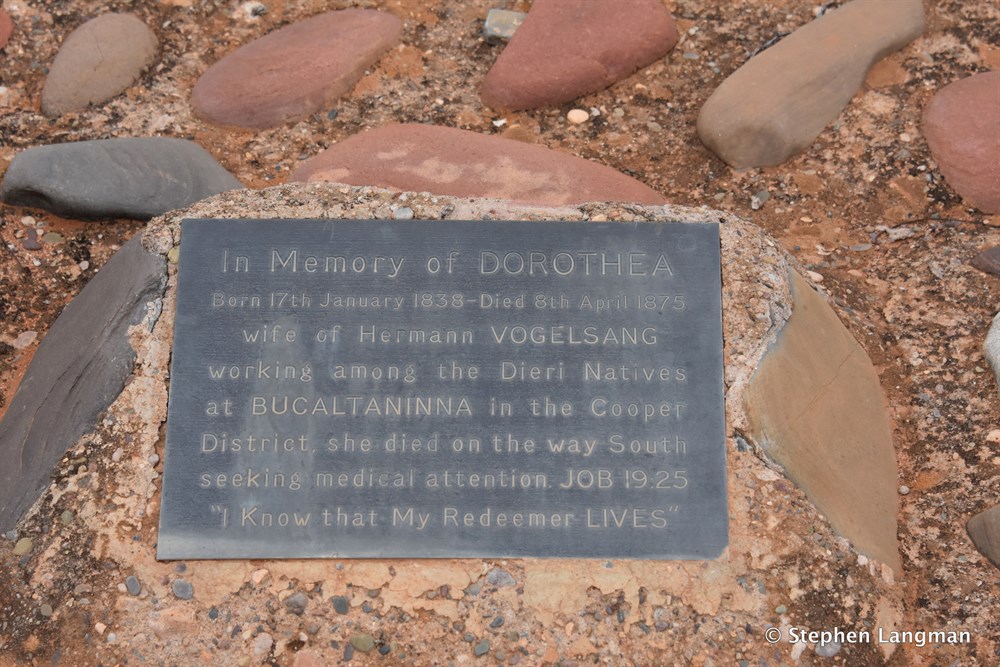 In Memory of DOROTHEA
Born 17th January 1838-Died 8th April 1875
wife of Hermann VOGELSANG
working among the Dieri Natives
at BUCALTANINNA in the Cooper
District, she died on the way South
seeking medical attention. JOB 19:25
"I Know that My Redeemer LIVES"
© Stephen Langman